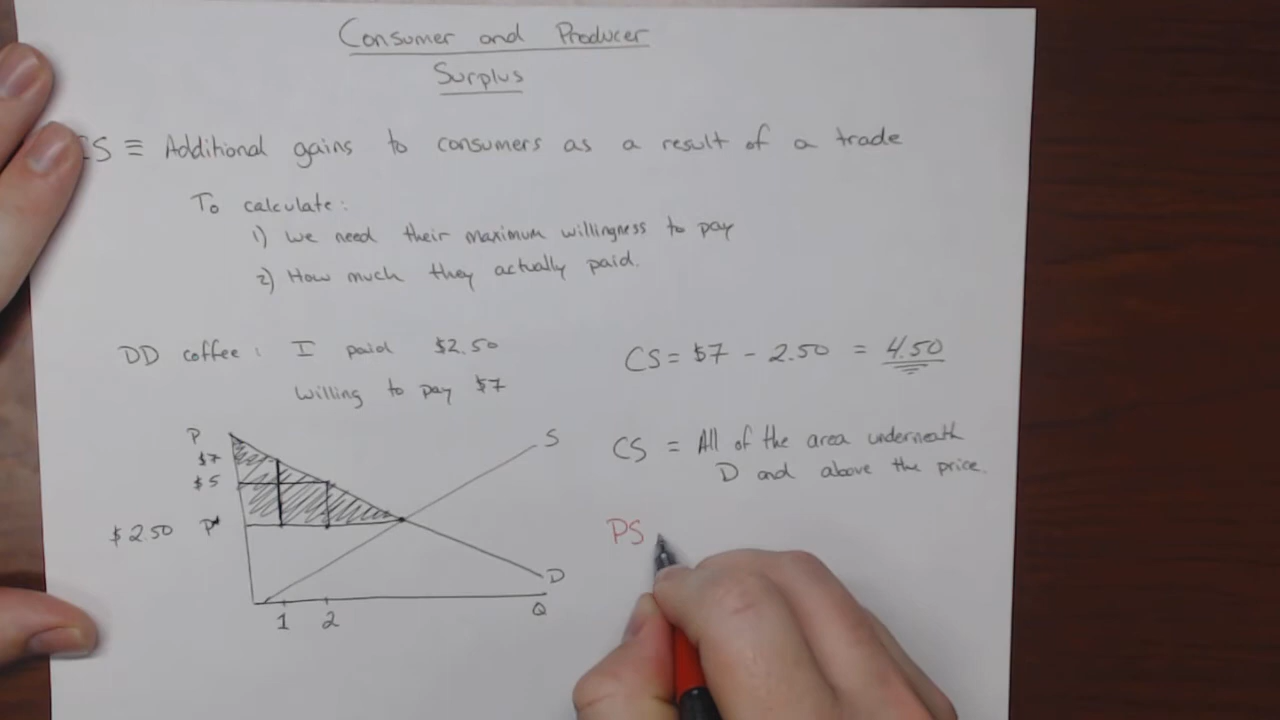 Consumer and Producer
Surplus
CS ≡ Additional gains to consumers as a result of a trade
To calculate:
1) we need their maximum willingness to pay
2) How much they actually paid.
DD coffee: I paid $2.50
Willing to pay $7
CS = $7 - 2.50 = 4.50
CS = All of the area underneath
D and above the price.
PS
P
$7
$5
$2.50 P*
S
D
Q
1 2